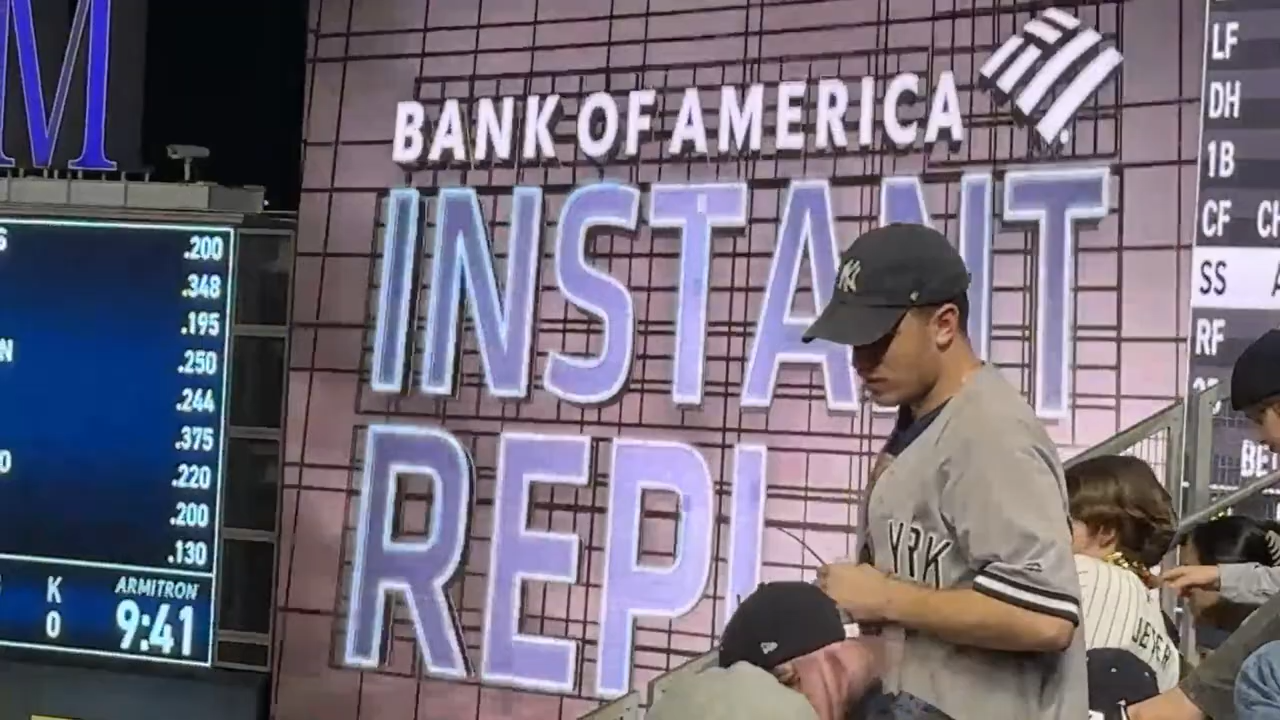 M
BANK OF AMERICA
INSTANT
REPL
.200
.348
.195
.250
.244
.375
.220
.200
.130
K
0
ARMITRON
9:41
LF
DH
1B
CF
SS
RF
NY
YRK
JETER